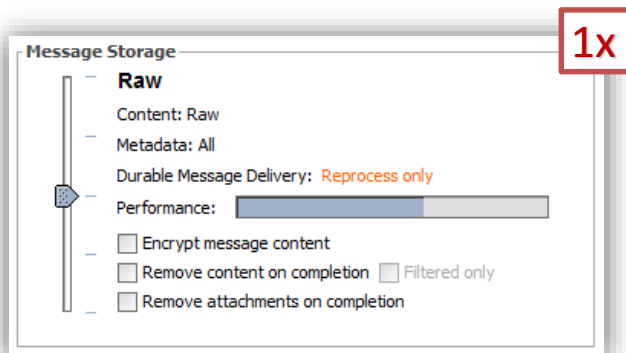 1x
Message Storage
Raw
Content: Raw
Metadata: All
Durable Message Delivery: Reprocess only
Performance:
Encrypt message content
Remove content on completion Filtered only
Remove attachments on completion